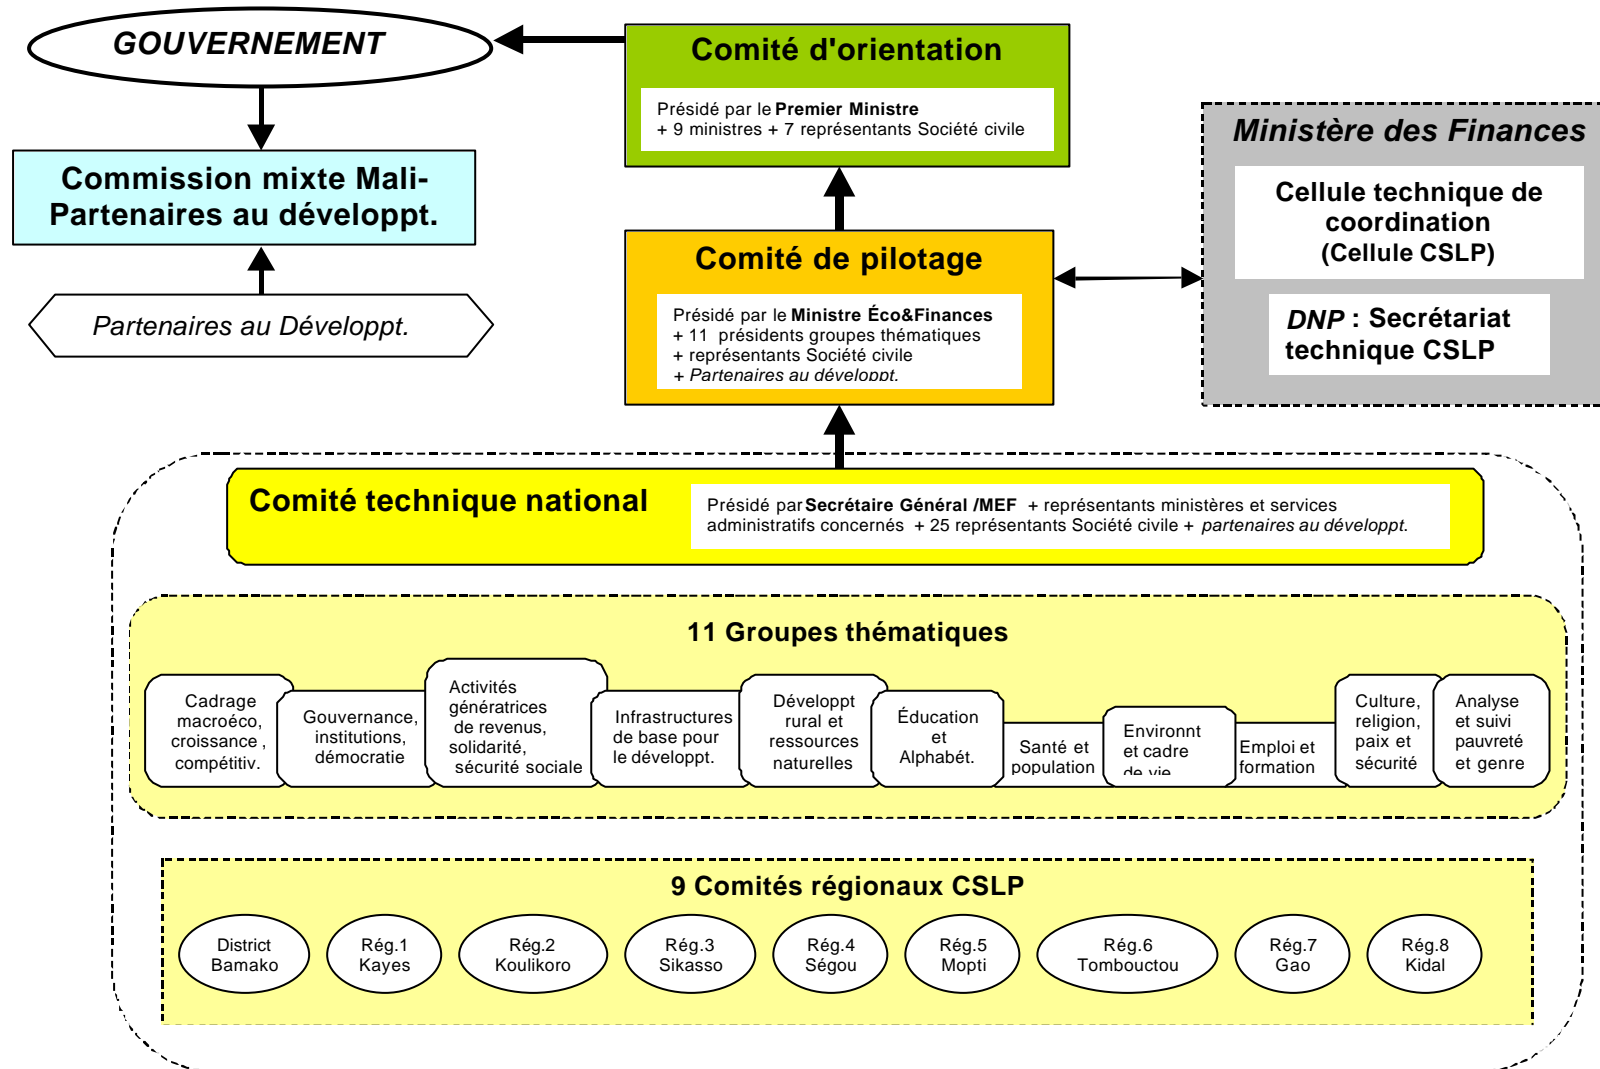 GOUVERNEMENT
Comité d'orientation
Présidé par le Premier Ministre
+ 9 ministres + 7 représentants Société civile
Ministère des Finances
Cellule technique de
coordination
(Cellule CSLP)
DNP : Secrétariat
technique CSLP
Commission mixte Mali-
Partenaires au développt.
Partenaires au Développt.
Comité de pilotage
Présidé par le Ministre Éco&Finances
+ 11 présidents groupes thématiques
+ représentants Société civile
+ Partenaires au développt.
Comité technique national
Présidé par Secrétaire Général /MEF + représentants ministères et services
administratifs concernés + 25 représentants Société civile + partenaires au développt.
11 Groupes thématiques
Cadrage
macroéco,
croissance ,
compétitiv.
Gouvernance,
institutions,
démocratie
Activités
génératrices
de revenus,
solidarité,
sécurité sociale
Infrastructures
de base pour
le développt.
Développt
rural et
ressources
naturelles
Éducation
et
Alphabét.
Santé et
population
Environnt
et cadre
de vie
Emploi et
formation
Culture,
religion,
paix et
sécurité
Analyse
et suivi
pauvreté
et genre
9 Comités régionaux CSLP
District
Bamako
Rég.1
Kayes
Rég.2
Koulikoro
Rég.3
Sikasso
Rég.4
Ségou
Rég.5
Mopti
Rég.6
Tombouctou
Rég.7
Gao
Rég.8
Kidal